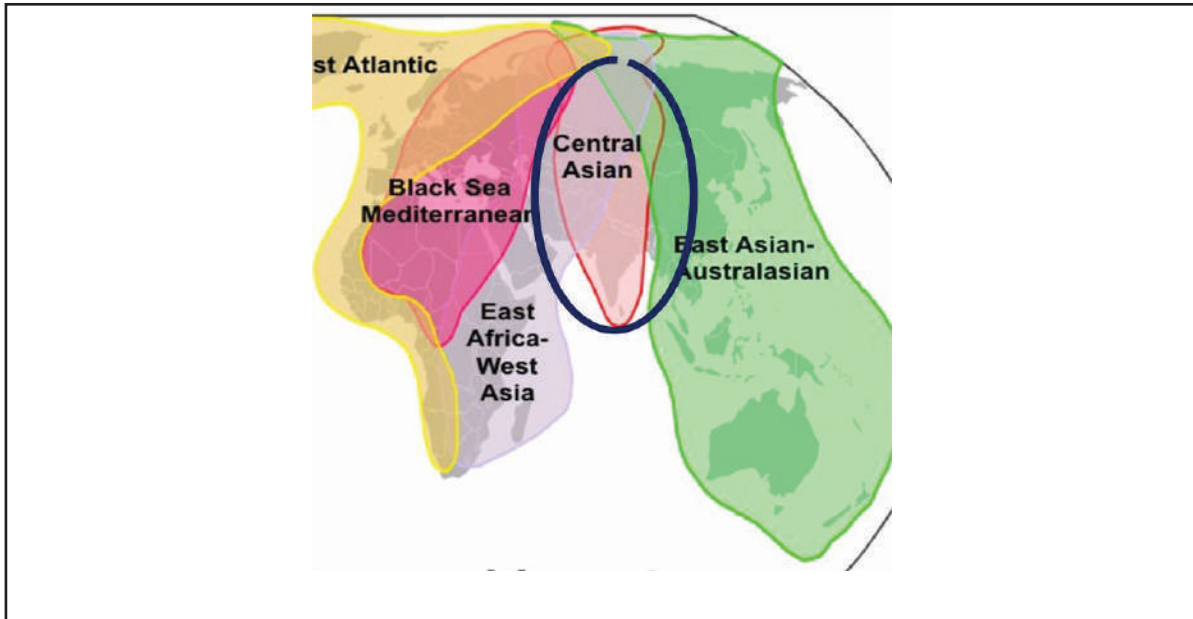 st Atlantic
Central
Asian
Black Sea
Mediterranean
East Asian-
Australasian
East
Africa-
West
Asia